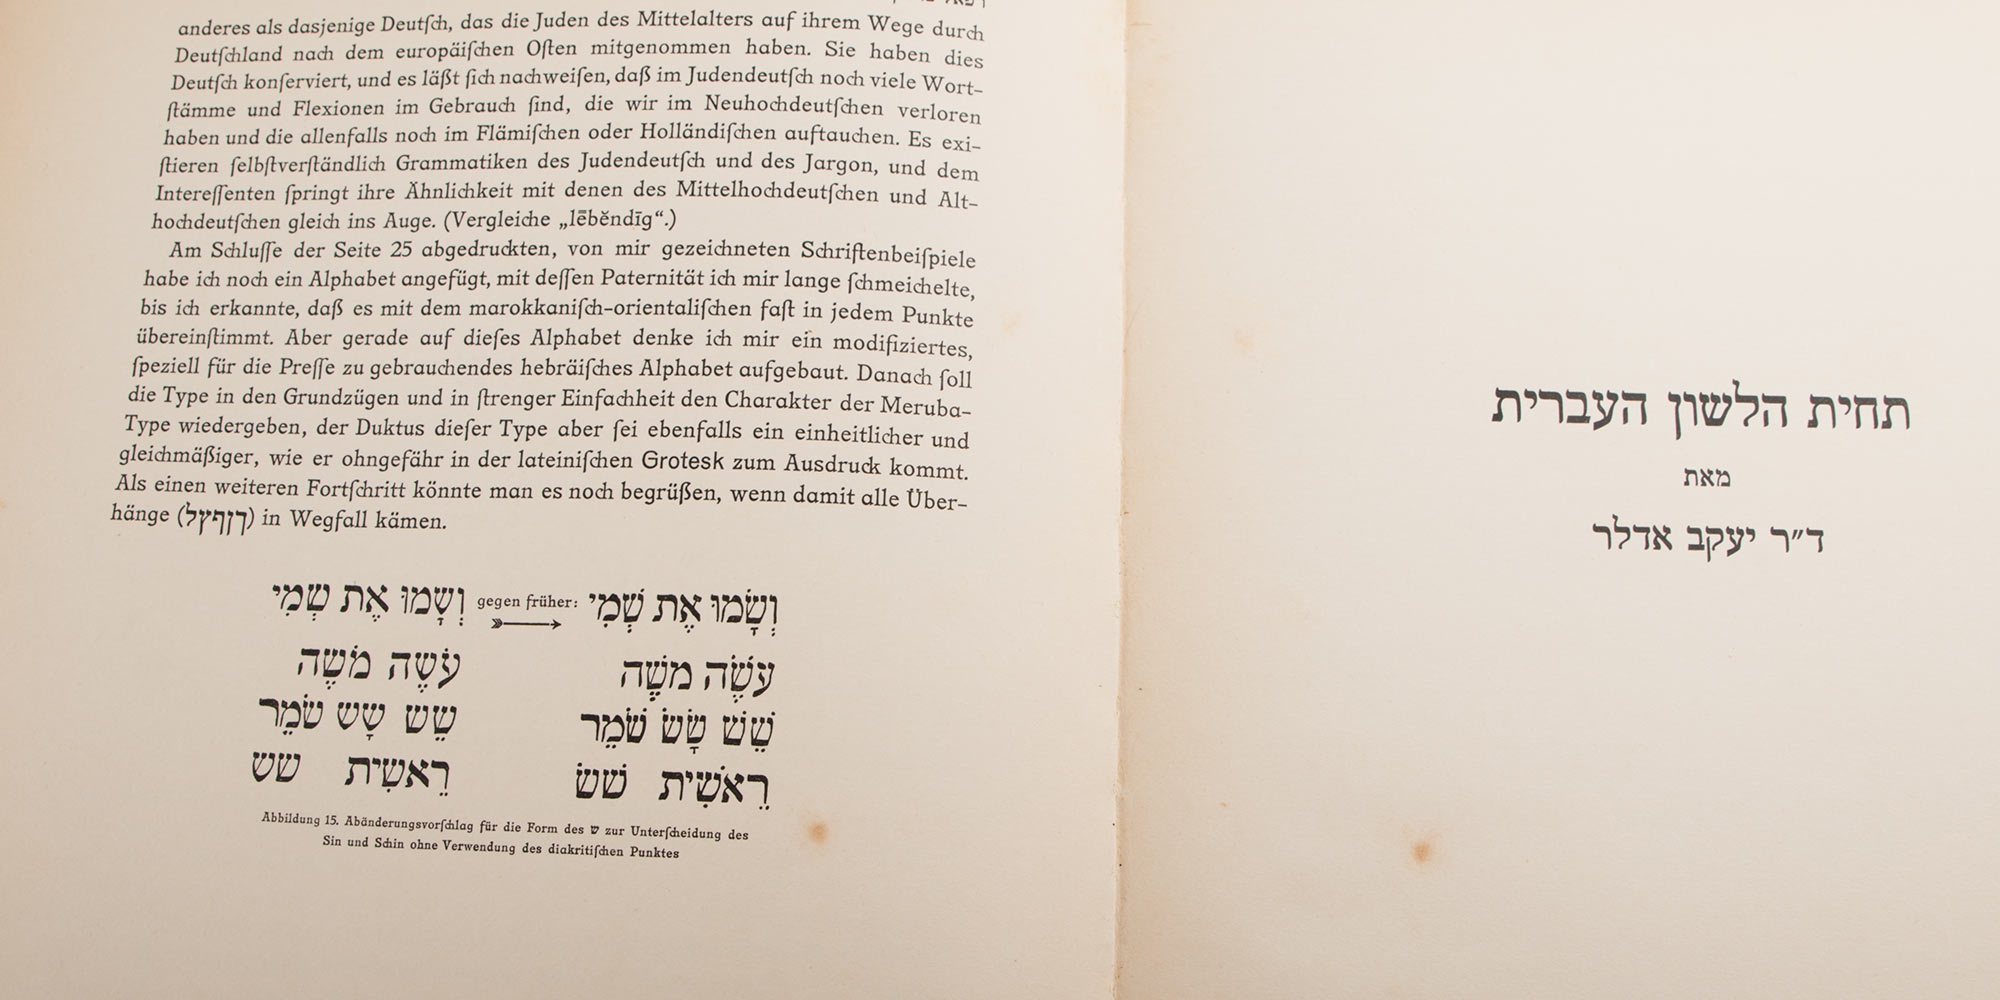 anderes als dasjenige Deutſch, das die Juden des Mittelalters auf ihrem Wege durch
Deutſchland nach dem europäiſchen Oſten mitgenommen haben. Sie haben dies
Deutſch konſerviert, und es läßt ſich nachweiſen, daß im Judendeutſch noch viele Wort-
ſtämme und Flexionen im Gebrauch ſind, die wir im Neuhochdeutſchen verloren
haben und die allenfalls noch im Flämiſchen oder Holländiſchen auftauchen. Es exi-
ſtieren ſelbſtverſtändlich Grammatiken des Judendeutſch und des Jargon, und dem
Intereſſenten ſpringt ihre Ähnlichkeit mit denen des Mittelhochdeutſchen und Alt-
hochdeutſchen gleich ins Auge. (Vergleiche „lēbĕndīg“.)
Am Schluſſe der Seite 25 abgedruckten, von mir gezeichneten Schriftenbeiſpiele
habe ich noch ein Alphabet angefügt, mit deſſen Paternität ich mir lange ſchmeichelte,
bis ich erkannte, daß es mit dem marokkaniſch-orientaliſchen faſt in jedem Punkte
übereinſtimmt. Aber gerade auf dieſes Alphabet denke ich mir ein modifiziertes,
ſpeziell für die Preſſe zu gebrauchendes hebräiſches Alphabet aufgebaut. Danach ſoll
die Type in den Grundzügen und in ſtrenger Einfachheit den Charakter der Meruba-
Type wiedergeben, der Duktus dieſer Type aber ſei ebenfalls ein einheitlicher und
gleichmäßiger, wie er ohngefähr in der lateiniſchen Grotesk zum Ausdruck kommt.
Als einen weiteren Fortſchritt könnte man es noch begrüßen, wenn damit alle Über-
hänge (ךןףץל) in Wegfall kämen.
וְשָׂמוּ אֶת שְׁמִי gegen früher: וְשָׂמוּ אֶת שְׁמִי
עֹשֶׂה מֹשֶׁה עֹשֶׂה מֹשֶׁה
שֵׁשׁ שָׂשׂ שֹׁמֵר שֵׁשׁ שָׂשׂ שֹׁמֵר
רֵאשִׁית שש רֵאשִׁית שׁשׂ
Abbildung 15. Abänderungsvorſchlag für die Form des ש zur Unterſcheidung des
Sin und Schin ohne Verwendung des diakritiſchen Punktes
תחית הלשון העברית
מאת
ד״ר יעקב אדלר